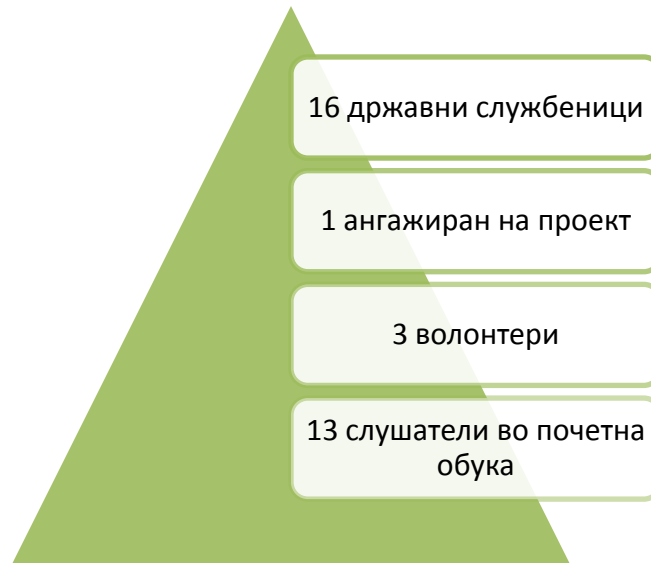 16 државни службеници
1 ангажиран на проект
3 волонтери
13 слушатели во почетна
обука